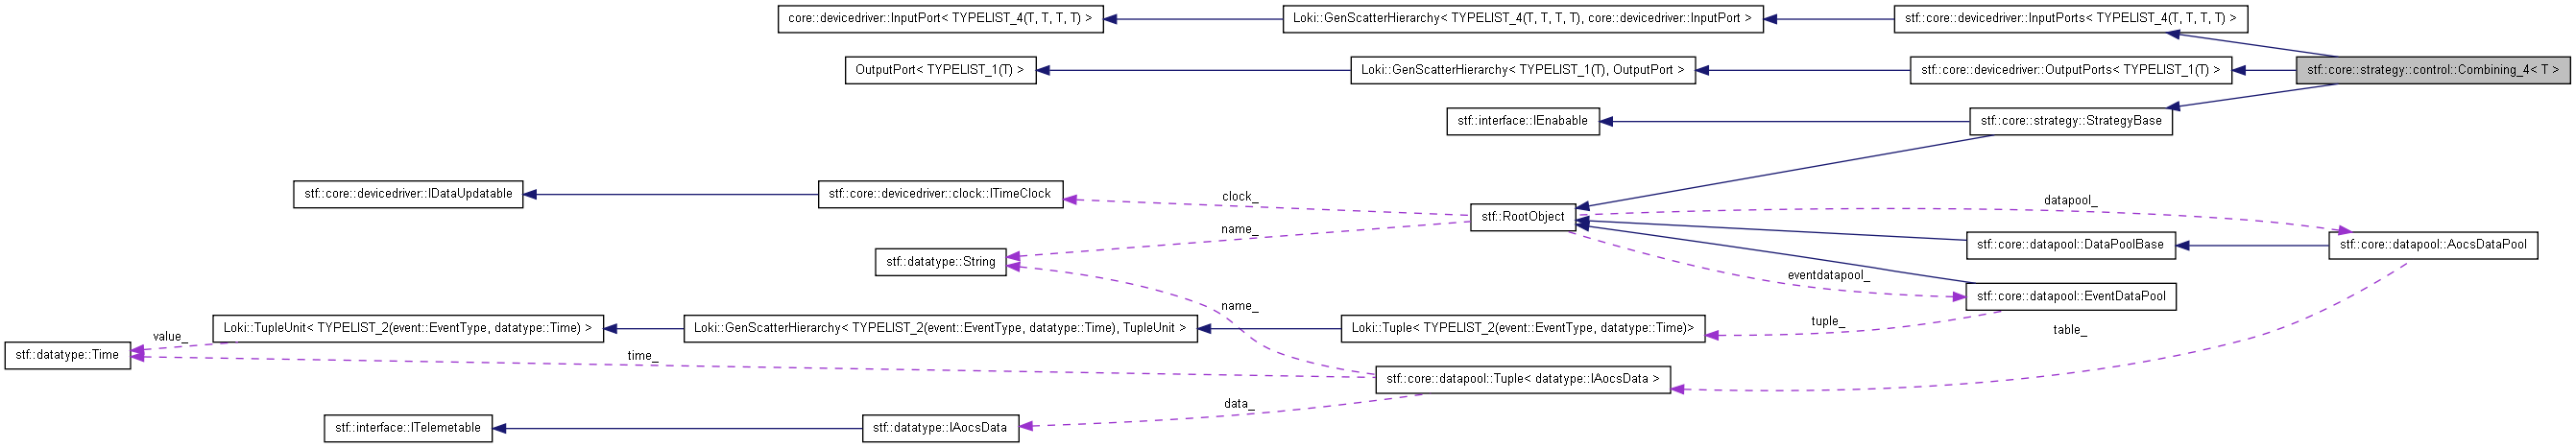 core::devicedriver::InputPort< TYPELIST_4(T, T, T, T) >
Loki::GenScatterHierarchy< TYPELIST_4(T, T, T, T), core::devicedriver::InputPort >
stf::core::devicedriver::InputPorts< TYPELIST_4(T, T, T, T) >
OutputPort< TYPELIST_1(T) >
Loki::GenScatterHierarchy< TYPELIST_1(T), OutputPort >
stf::core::devicedriver::OutputPorts< TYPELIST_1(T) >
stf::core::strategy::control::Combining_4< T >
stf::interface::IEnabable
stf::core::strategy::StrategyBase
stf::core::devicedriver::IDataUpdatable
stf::core::devicedriver::clock::ITimeClock
clock_
stf::RootObject
datapool_
name_
stf::datatype::String
stf::core::datapool::DataPoolBase
stf::core::datapool::AocsDataPool
eventdatapool_
stf::core::datapool::EventDataPool
name_
tuple_
table_
Loki::TupleUnit< TYPELIST_2(event::EventType, datatype::Time) >
Loki::GenScatterHierarchy< TYPELIST_2(event::EventType, datatype::Time), TupleUnit >
Loki::Tuple< TYPELIST_2(event::EventType, datatype::Time)>
value_
stf::datatype::Time
time_
stf::core::datapool::Tuple< datatype::IAocsData >
data_
stf::interface::ITelemetable
stf::datatype::IAocsData